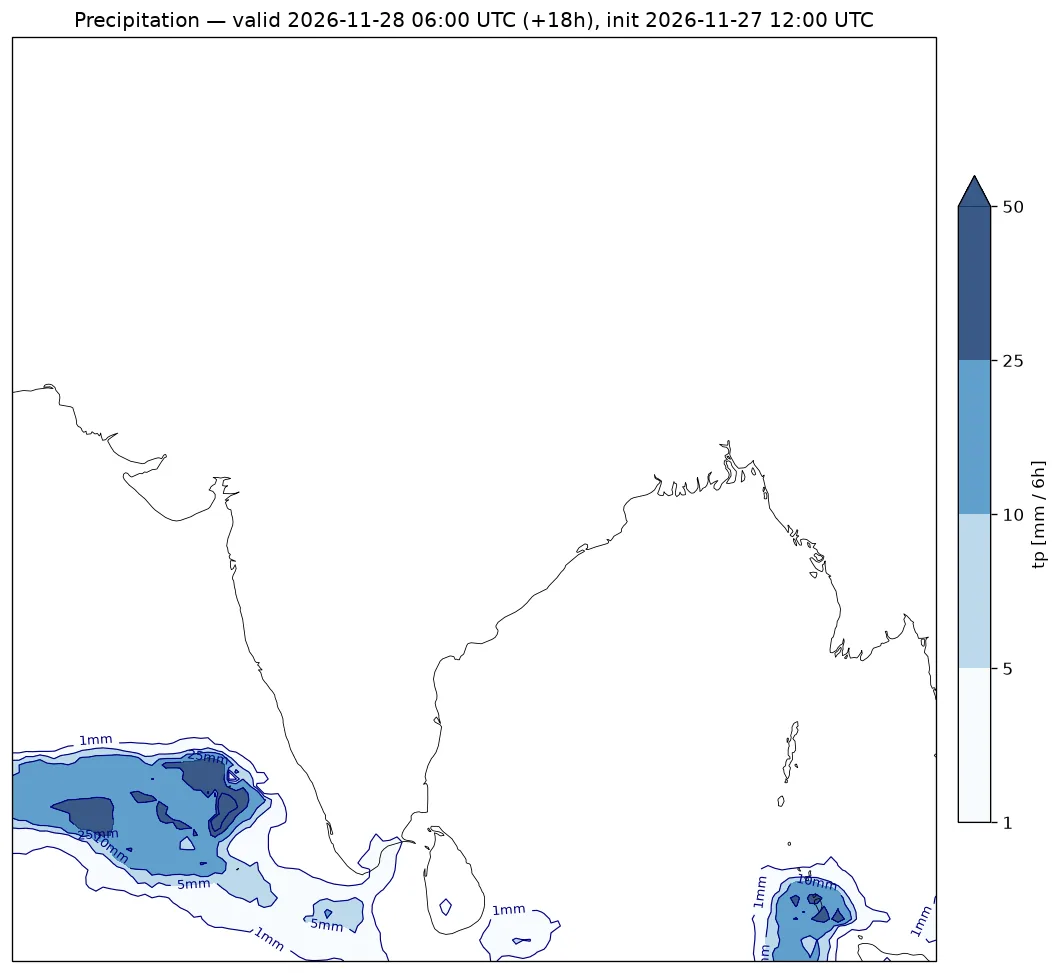 Precipitation — valid 2026-11-28 06:00 UTC (+18h), init 2026-11-27 12:00 UTC
50
25
10
5
1
tp [mm / 6h]
1mm
25mm
25mm
10mm
5mm
1mm
5mm
1mm
1mm
10mm
1mm